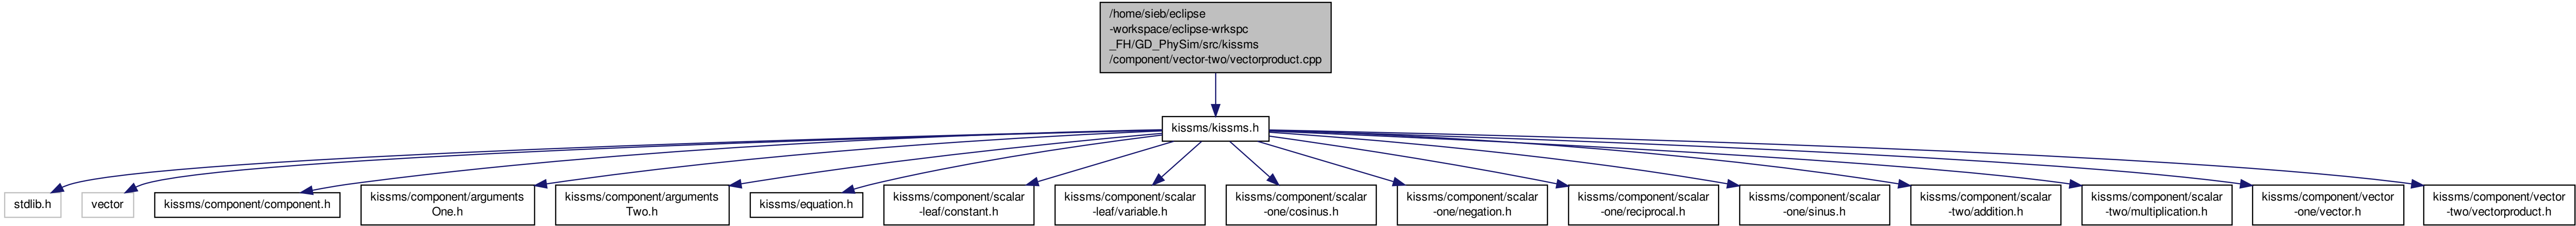 /home/sieb/eclipse
-workspace/eclipse-wrkspc
_FH/GD_PhySim/src/kissms
/component/vector-two/vectorproduct.cpp
kissms/kissms.h
stdlib.h
vector
kissms/component/component.h
kissms/component/arguments
One.h
kissms/component/arguments
Two.h
kissms/equation.h
kissms/component/scalar
-leaf/constant.h
kissms/component/scalar
-leaf/variable.h
kissms/component/scalar
-one/cosinus.h
kissms/component/scalar
-one/negation.h
kissms/component/scalar
-one/reciprocal.h
kissms/component/scalar
-one/sinus.h
kissms/component/scalar
-two/addition.h
kissms/component/scalar
-two/multiplication.h
kissms/component/vector
-one/vector.h
kissms/component/vector
-two/vectorproduct.h